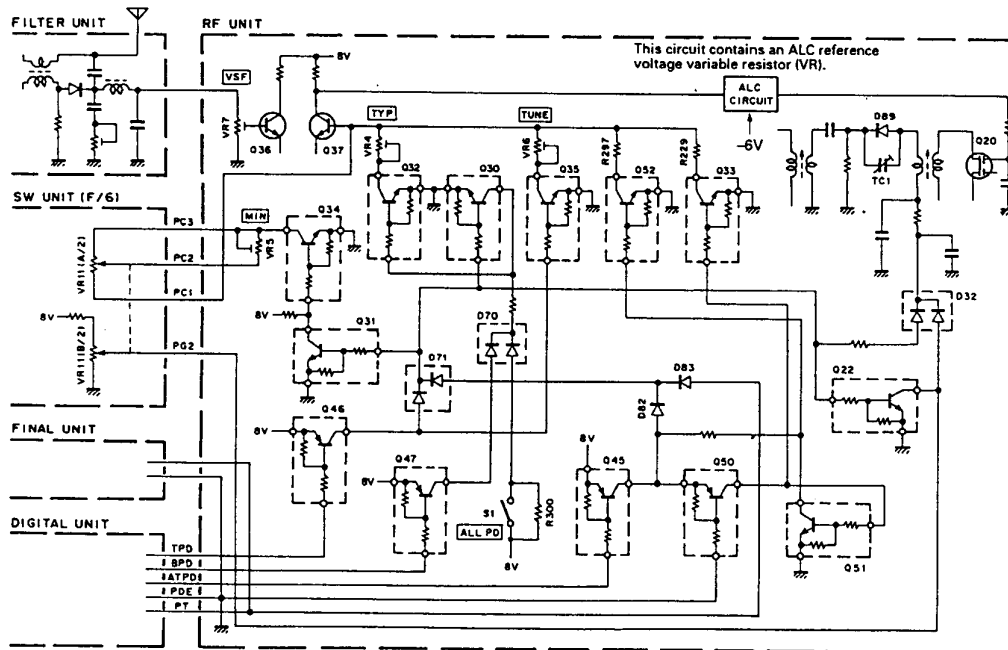 FILTER UNIT
RF UNIT
This circuit contains an ALC reference
voltage variable resistor (VR).
8V
VSF
VR7
Q36
Q37
TYP
TUNE
ALC
CIRCUIT
–6V
D89
TC1
Q20
VR4
Q32
Q30
VR6
Q35
R297
Q52
R229
Q33
SW UNIT (F/6)
PC3
MIN
Q34
VR5
VR11(A/2)
PC2
PC1
8V
VR11(B/2)
PG2
8V
Q31
D71
D70
D83
D82
D32
Q22
FINAL UNIT
8V
Q46
8V
Q47
S1
ALL PD
R300
8V
8V
Q45
Q50
Q51
DIGITAL UNIT
TPD
BPD
ATPD
PDE
PT